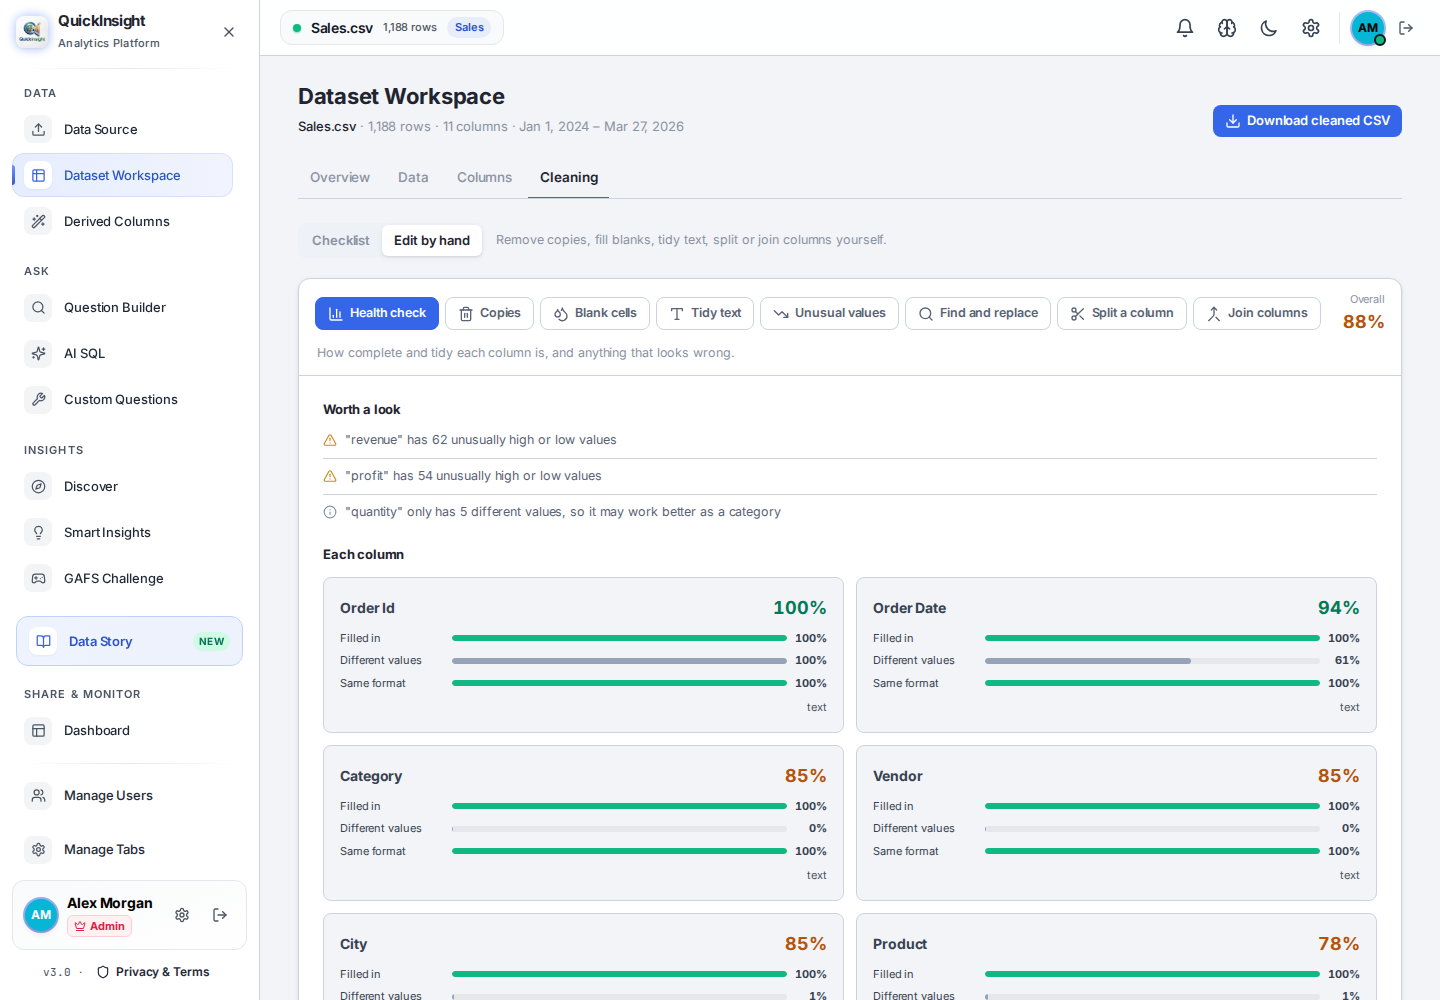 QuickInsight
Analytics Platform
DATA
Data Source
Dataset Workspace
Derived Columns
ASK
Question Builder
AI SQL
Custom Questions
INSIGHTS
Discover
Smart Insights
GAFS Challenge
Data Story NEW
SHARE & MONITOR
Dashboard
Manage Users
Manage Tabs
AM Alex Morgan
Admin
v3.0 · Privacy & Terms
Sales.csv 1,188 rows Sales
AM
Dataset Workspace
Sales.csv · 1,188 rows · 11 columns · Jan 1, 2024 – Mar 27, 2026
Download cleaned CSV
Overview Data Columns Cleaning
Checklist Edit by hand Remove copies, fill blanks, tidy text, split or join columns yourself.
Health check Copies Blank cells Tidy text Unusual values Find and replace Split a column Join columns
Overall
88%
How complete and tidy each column is, and anything that looks wrong.
Worth a look
"revenue" has 62 unusually high or low values
"profit" has 54 unusually high or low values
"quantity" only has 5 different values, so it may work better as a category
Each column
Order Id 100%
Filled in 100%
Different values 100%
Same format 100%
text
Order Date 94%
Filled in 100%
Different values 61%
Same format 100%
text
Category 85%
Filled in 100%
Different values 0%
Same format 100%
text
Vendor 85%
Filled in 100%
Different values 0%
Same format 100%
text
City 85%
Filled in 100%
Different values 1%
Product 78%
Filled in 100%
Different values 1%